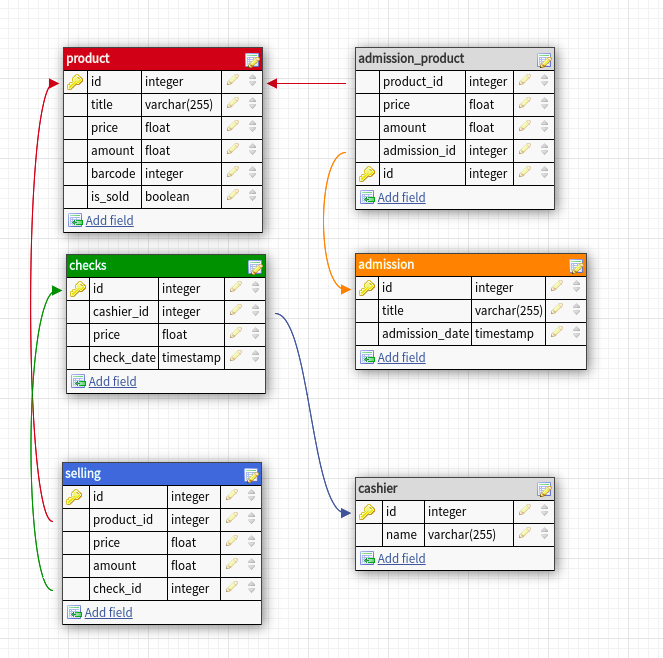 product
id integer
title varchar(255)
price float
amount float
barcode integer
is_sold boolean
Add field
admission_product
product_id integer
price float
amount float
admission_id integer
id integer
Add field
checks
id integer
cashier_id integer
price float
check_date timestamp
Add field
admission
id integer
title varchar(255)
admission_date timestamp
Add field
selling
id integer
product_id integer
price float
amount float
check_id integer
Add field
cashier
id integer
name varchar(255)
Add field